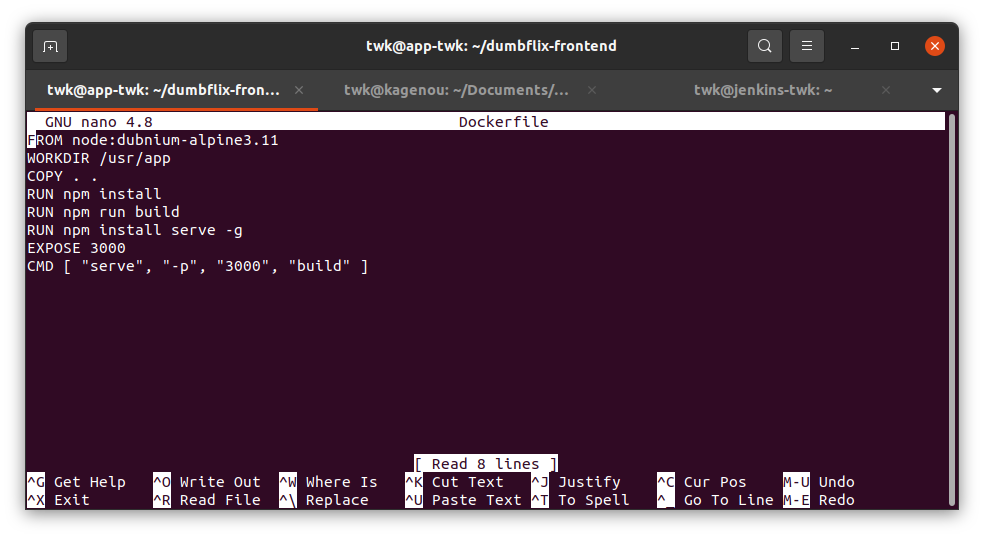 twk@app-twk: ~/dumbflix-frontend
twk@app-twk: ~/dumbflix-fron... × twk@kagenou: ~/Documents/... × twk@jenkins-twk: ~ ×
GNU nano 4.8 Dockerfile
FROM node:dubnium-alpine3.11
WORKDIR /usr/app
COPY . .
RUN npm install
RUN npm run build
RUN npm install serve -g
EXPOSE 3000
CMD [ "serve", "-p", "3000", "build" ]
[ Read 8 lines ]
^G Get Help ^O Write Out ^W Where Is ^K Cut Text ^J Justify ^C Cur Pos M-U Undo
^X Exit ^R Read File ^\ Replace ^U Paste Text ^T To Spell ^_ Go To Line M-E Redo